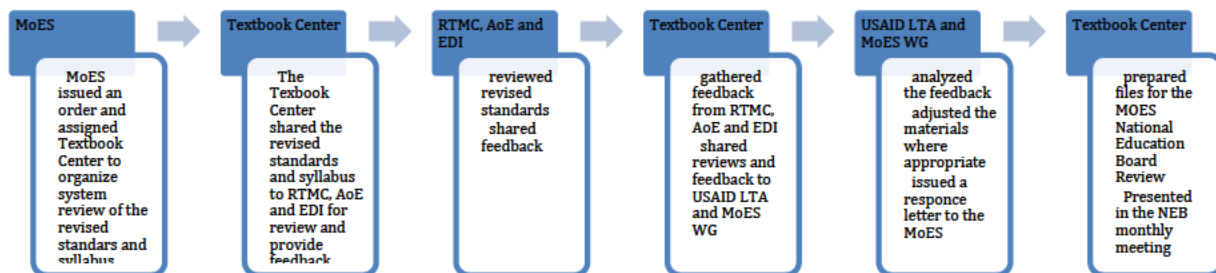 MoES
MoES
issued an
order and
assigned
Textbook
Center to
organize
system
review of the
revised
standars and
syllabus
Textbook Center
The
Texbook
Center
shared the
revised
standards
and syllabus
to RTMC, AoE
and EDI for
review and
provide
feedback
RTMC, AoE and
EDI
reviewed
revised
standards
shared
feedback
Textbook Center
gathered
feedback
from RTMC,
AoE and EDI
shared
reviews and
feedback to
USAID LTA
and MoES
WG
USAID LTA and
MoES WG
analyzed
the feedback
adjusted the
materials
where
appropriate
issued a
responce
letter to the
MoES
Textbook Center
prepared
files for the
MOES
National
Education
Board
Review
Presented
in the NEB
monthly
meeting